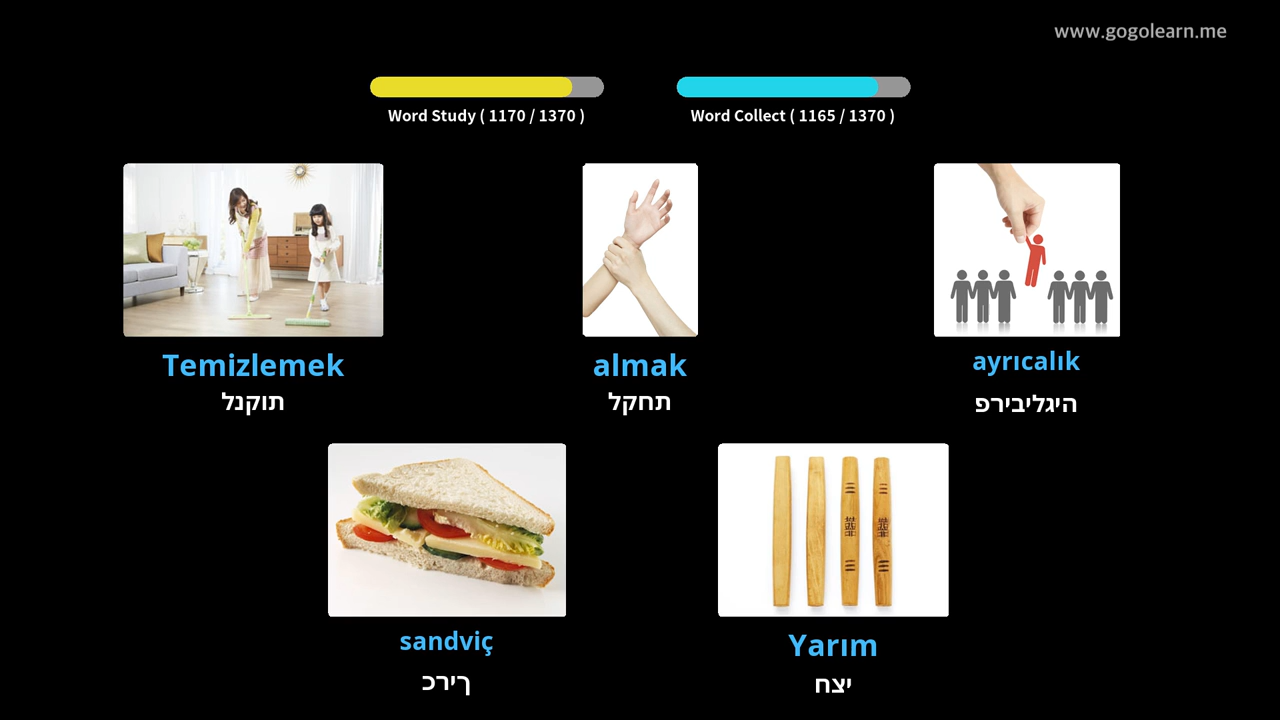 www.gogolearn.me
Word Study ( 1170 / 1370 )
Word Collect ( 1165 / 1370 )
Temizlemek
תוקנל
almak
תחקל
ayrıcalık
היגליבירפ
sandviç
ךירכ
Yarım
יצח